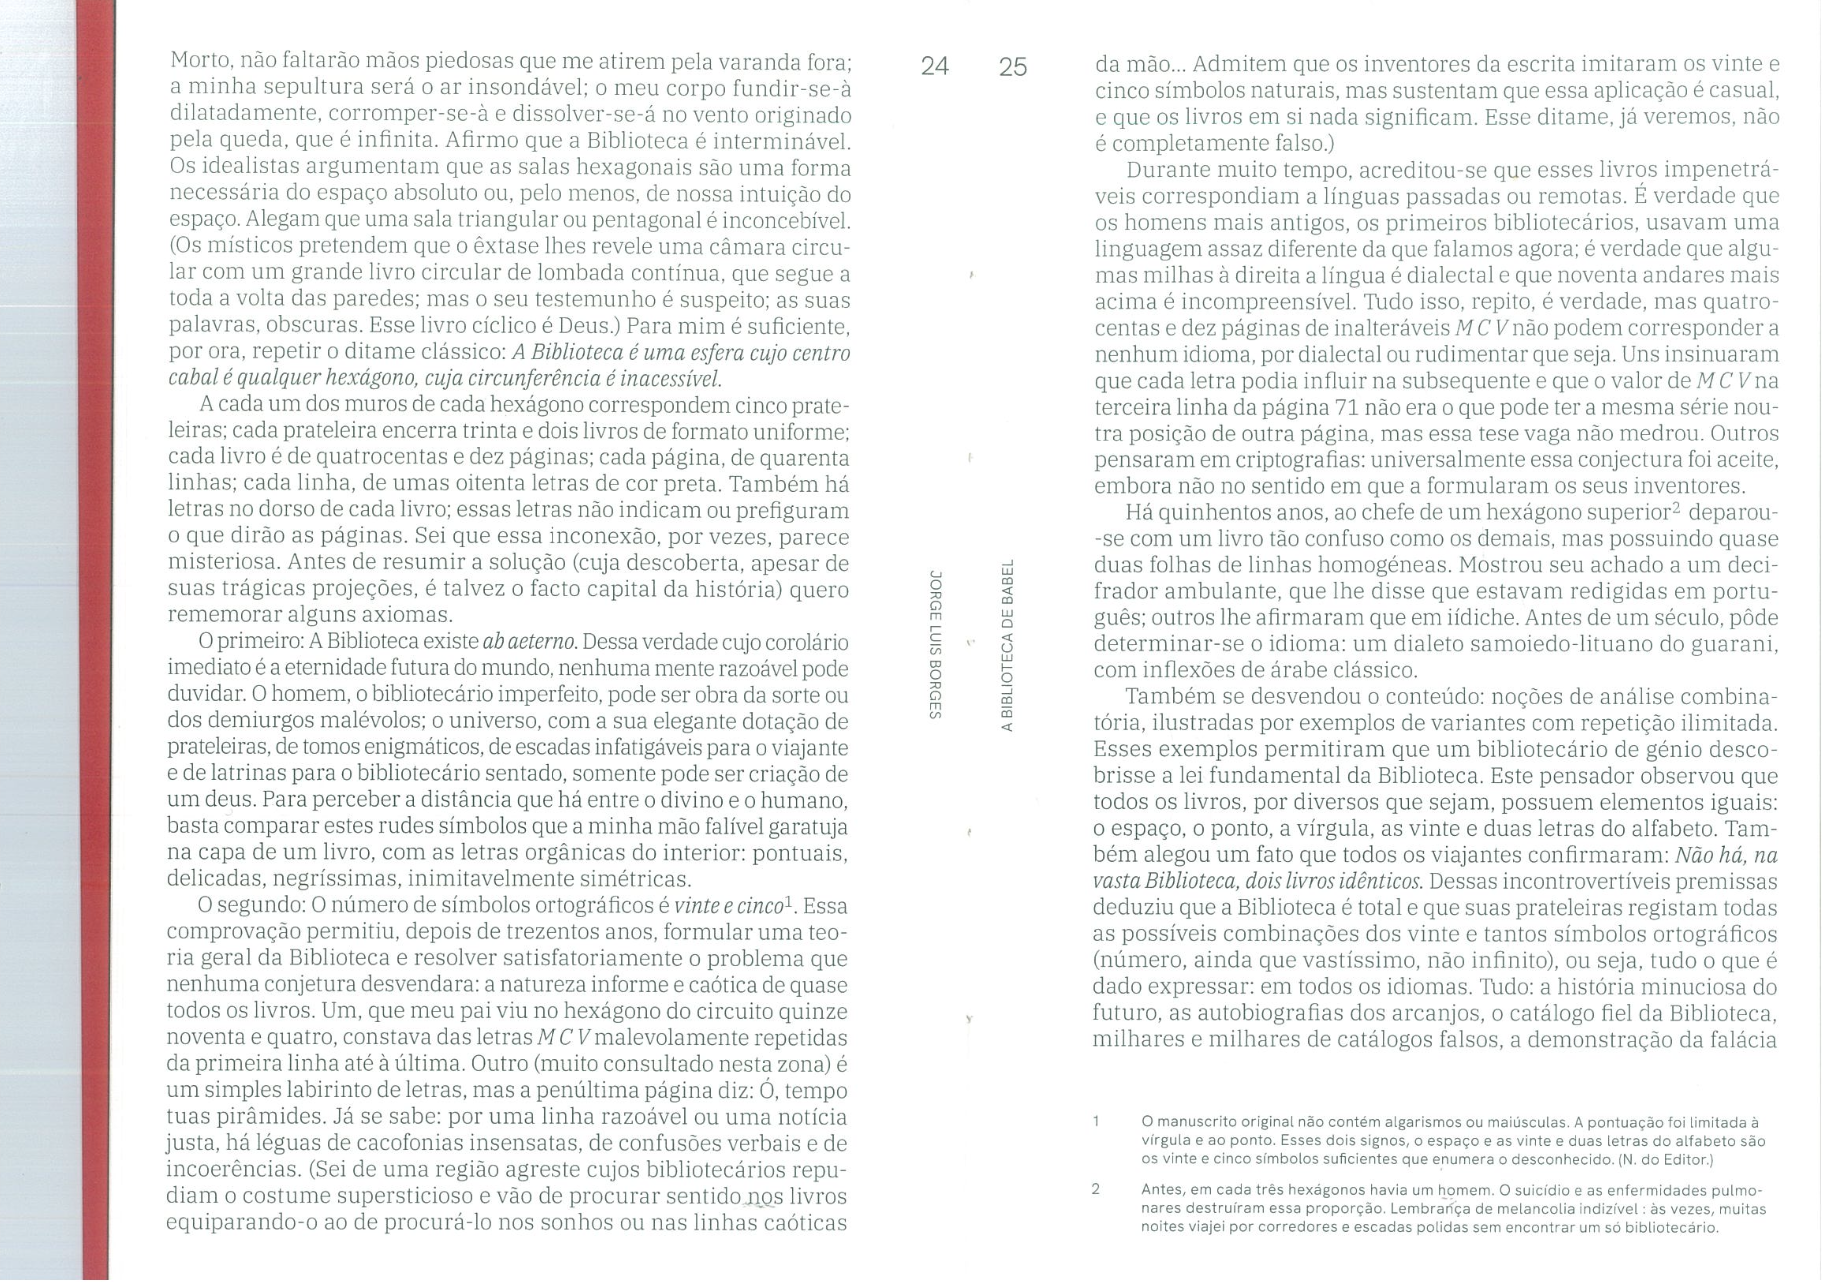 Morto, não faltarão mãos piedosas que me atirem pela varanda fora;
a minha sepultura será o ar insondável; o meu corpo fundir-se-à
dilatadamente, corromper-se-à e dissolver-se-á no vento originado
pela queda, que é infinita. Afirmo que a Biblioteca é interminável.
Os idealistas argumentam que as salas hexagonais são uma forma
necessária do espaço absoluto ou, pelo menos, de nossa intuição do
espaço. Alegam que uma sala triangular ou pentagonal é inconcebível.
(Os místicos pretendem que o êxtase lhes revele uma câmara circu-
lar com um grande livro circular de lombada contínua, que segue a
toda a volta das paredes; mas o seu testemunho é suspeito; as suas
palavras, obscuras. Esse livro cíclico é Deus.) Para mim é suficiente,
por ora, repetir o ditame clássico: A Biblioteca é uma esfera cujo centro
cabal é qualquer hexágono, cuja circunferência é inacessível.
A cada um dos muros de cada hexágono correspondem cinco prate-
leiras; cada prateleira encerra trinta e dois livros de formato uniforme;
cada livro é de quatrocentas e dez páginas; cada página, de quarenta
linhas; cada linha, de umas oitenta letras de cor preta. Também há
letras no dorso de cada livro; essas letras não indicam ou prefiguram
o que dirão as páginas. Sei que essa inconexão, por vezes, parece
misteriosa. Antes de resumir a solução (cuja descoberta, apesar de
suas trágicas projeções, é talvez o facto capital da história) quero
rememorar alguns axiomas.
O primeiro: A Biblioteca existe ab aeterno. Dessa verdade cujo corolário
imediato é a eternidade futura do mundo, nenhuma mente razoável pode
duvidar. O homem, o bibliotecário imperfeito, pode ser obra da sorte ou
dos demiurgos malévolos; o universo, com a sua elegante dotação de
prateleiras, de tomos enigmáticos, de escadas infatigáveis para o viajante
e de latrinas para o bibliotecário sentado, somente pode ser criação de
um deus. Para perceber a distância que há entre o divino e o humano,
basta comparar estes rudes símbolos que a minha mão falível garatuja
na capa de um livro, com as letras orgânicas do interior: pontuais,
delicadas, negríssimas, inimitavelmente simétricas.
O segundo: O número de símbolos ortográficos é vinte e cinco¹. Essa
comprovação permitiu, depois de trezentos anos, formular uma teo-
ria geral da Biblioteca e resolver satisfatoriamente o problema que
nenhuma conjetura desvendara: a natureza informe e caótica de quase
todos os livros. Um, que meu pai viu no hexágono do circuito quinze
noventa e quatro, constava das letras M C V malevolamente repetidas
da primeira linha até à última. Outro (muito consultado nesta zona) é
um simples labirinto de letras, mas a penúltima página diz: Ó, tempo
tuas pirâmides. Já se sabe: por uma linha razoável ou uma notícia
justa, há léguas de cacofonias insensatas, de confusões verbais e de
incoerências. (Sei de uma região agreste cujos bibliotecários repu-
diam o costume supersticioso e vão de procurar sentido nos livros
equiparando-o ao de procurá-lo nos sonhos ou nas linhas caóticas
24
JORGE LUIS BORGES
25
A BIBLIOTECA DE BABEL
da mão... Admitem que os inventores da escrita imitaram os vinte e
cinco símbolos naturais, mas sustentam que essa aplicação é casual,
e que os livros em si nada significam. Esse ditame, já veremos, não
é completamente falso.)
Durante muito tempo, acreditou-se que esses livros impenetrá-
veis correspondiam a línguas passadas ou remotas. É verdade que
os homens mais antigos, os primeiros bibliotecários, usavam uma
linguagem assaz diferente da que falamos agora; é verdade que algu-
mas milhas à direita a língua é dialectal e que noventa andares mais
acima é incompreensível. Tudo isso, repito, é verdade, mas quatro-
centas e dez páginas de inalteráveis M C V não podem corresponder a
nenhum idioma, por dialectal ou rudimentar que seja. Uns insinuaram
que cada letra podia influir na subsequente e que o valor de M C V na
terceira linha da página 71 não era o que pode ter a mesma série nou-
tra posição de outra página, mas essa tese vaga não medrou. Outros
pensaram em criptografias: universalmente essa conjectura foi aceite,
embora não no sentido em que a formularam os seus inventores.
Há quinhentos anos, ao chefe de um hexágono superior² deparou-
-se com um livro tão confuso como os demais, mas possuindo quase
duas folhas de linhas homogéneas. Mostrou seu achado a um deci-
frador ambulante, que lhe disse que estavam redigidas em portu-
guês; outros lhe afirmaram que em iídiche. Antes de um século, pôde
determinar-se o idioma: um dialeto samoiedo-lituano do guarani,
com inflexões de árabe clássico.
Também se desvendou o conteúdo: noções de análise combina-
tória, ilustradas por exemplos de variantes com repetição ilimitada.
Esses exemplos permitiram que um bibliotecário de génio desco-
brisse a lei fundamental da Biblioteca. Este pensador observou que
todos os livros, por diversos que sejam, possuem elementos iguais:
o espaço, o ponto, a vírgula, as vinte e duas letras do alfabeto. Tam-
bém alegou um fato que todos os viajantes confirmaram: Não há, na
vasta Biblioteca, dois livros idênticos. Dessas incontrovertíveis premissas
deduziu que a Biblioteca é total e que suas prateleiras registam todas
as possíveis combinações dos vinte e tantos símbolos ortográficos
(número, ainda que vastíssimo, não infinito), ou seja, tudo o que é
dado expressar: em todos os idiomas. Tudo: a história minuciosa do
futuro, as autobiografias dos arcanjos, o catálogo fiel da Biblioteca,
milhares e milhares de catálogos falsos, a demonstração da falácia
1 O manuscrito original não contém algarismos ou maiúsculas. A pontuação foi limitada à
vírgula e ao ponto. Esses dois signos, o espaço e as vinte e duas letras do alfabeto são
os vinte e cinco símbolos suficientes que enumera o desconhecido. (N. do Editor.)
2 Antes, em cada três hexágonos havia um homem. O suicídio e as enfermidades pulmo-
nares destruíram essa proporção. Lembrança de melancolia indizível : às vezes, muitas
noites viajei por corredores e escadas polidas sem encontrar um só bibliotecário.